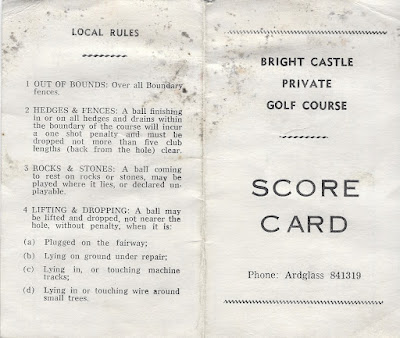 LOCAL RULES
1 OUT OF BOUNDS: Over all Boundary
fences.
2 HEDGES & FENCES: A ball finishing
in or on all hedges and drains within
the boundary of the course will incur
a one shot penalty and must be
dropped not more than five club
lengths (back from the hole) clear.
3 ROCKS & STONES: A ball coming
to rest on rocks or stones, may be
played where it lies, or declared un-
playable.
4 LIFTING & DROPPING: A ball may
be lifted and dropped, not nearer the
hole, without penalty, when it is:
(a) Plugged on the fairway;
(b) Lying on ground under repair;
(c) Lying in, or touching machine
tracks;
(d) Lying in or touching wire around
small trees.
BRIGHT CASTLE
PRIVATE
GOLF COURSE
SCORE
CARD
Phone: Ardglass 841319